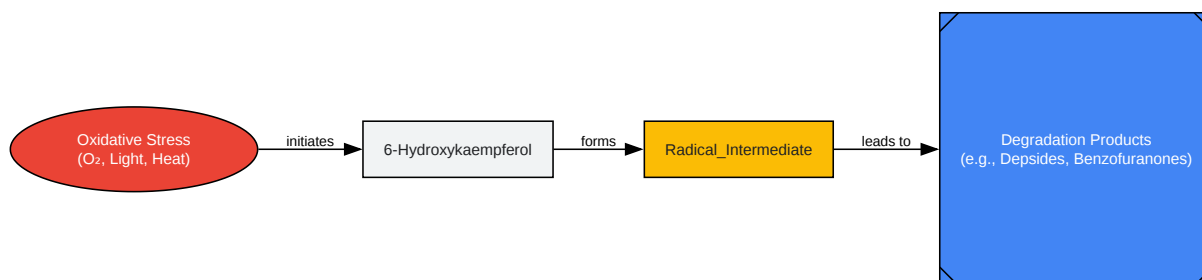 Oxidative Stress
(O₂, Light, Heat)
initiates
6-Hydroxykaempferol
forms
Radical_Intermediate
leads to
Degradation Products
(e.g., Depsides, Benzofuranones)